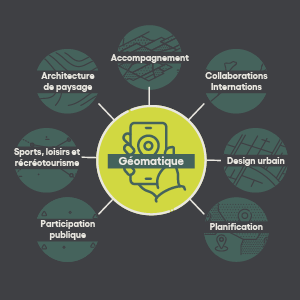 Accompagnement
Architecture
de paysage
Collaborations
Internations
Sports, loisirs et
récréotourisme
Géomatique
Design urbain
Participation
publique
Planification